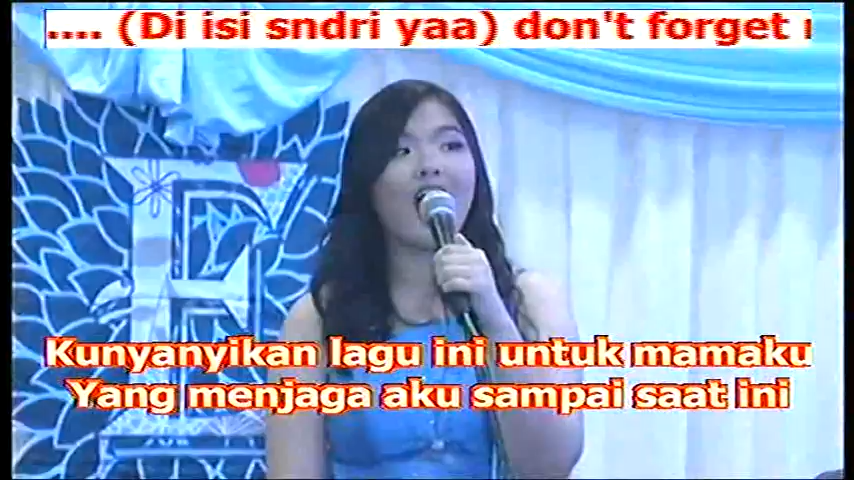 .... (Di isi sndri yaa) don't forget
Kunyanyikan lagu ini untuk mamaku
Yang menjaga aku sampai saat ini